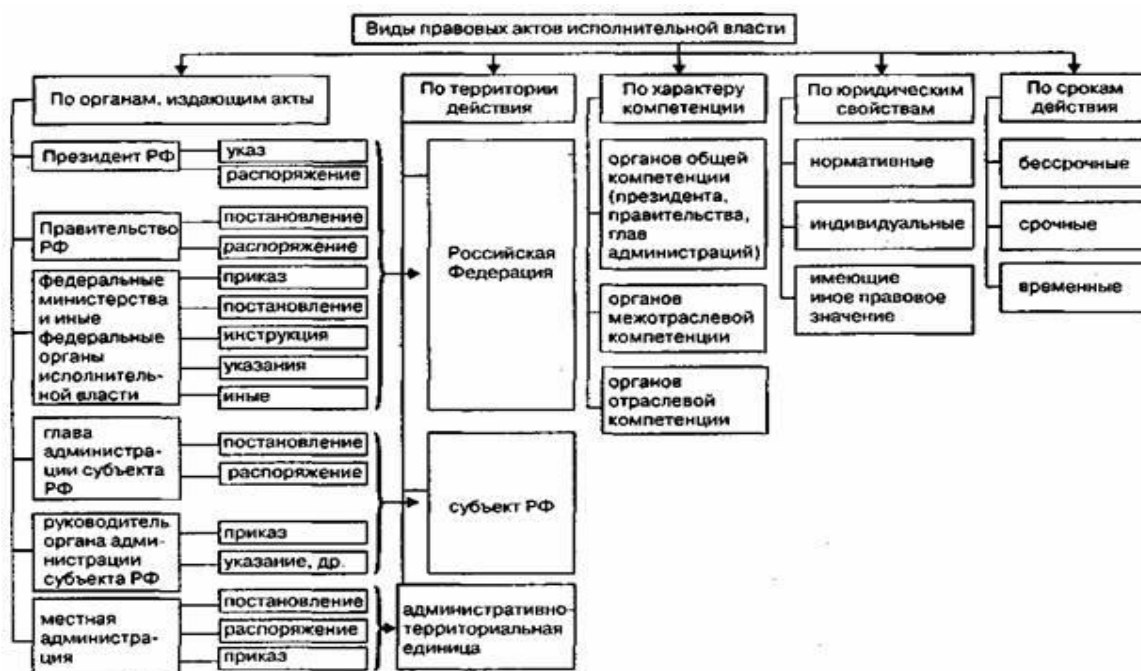 Виды правовых актов исполнительной власти
По органам, издающим акты
По территории
действия
По характеру
компетенции
По юридическим
свойствам
По срокам
действия
Президент РФ
указ
распоряжение
Правительство
РФ
постановление
распоряжение
федеральные
министерства
и иные
федеральные
органы
исполнитель-
ной власти
приказ
постановление
инструкция
указания
иные
глава
администра-
ции субъекта
РФ
постановление
распоряжение
руководитель
органа адми-
нистрации
субъекта РФ
приказ
указание, др.
местная
администра-
ция
постановление
распоряжение
приказ
Российская
Федерация
субъект РФ
административно-
территориальная
единица
органов общей
компетенции
(президента,
правительства,
глав
администраций)
органов
межотраслевой
компетенции
органов
отраслевой
компетенции
нормативные
индивидуальные
имеющие
иное правовое
значение
бессрочные
срочные
временные